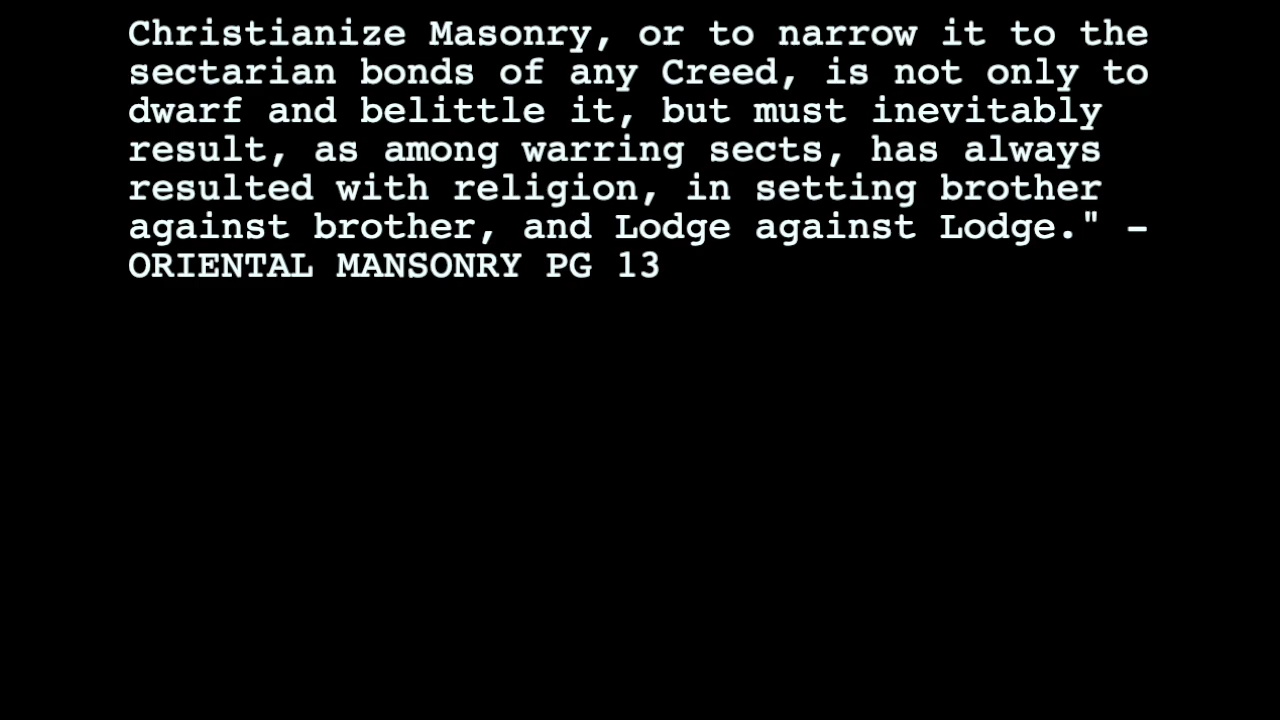 Christianize Masonry, or to narrow it to the
sectarian bonds of any Creed, is not only to
dwarf and belittle it, but must inevitably
result, as among warring sects, has always
resulted with religion, in setting brother
against brother, and Lodge against Lodge." –
ORIENTAL MANSONRY PG 13